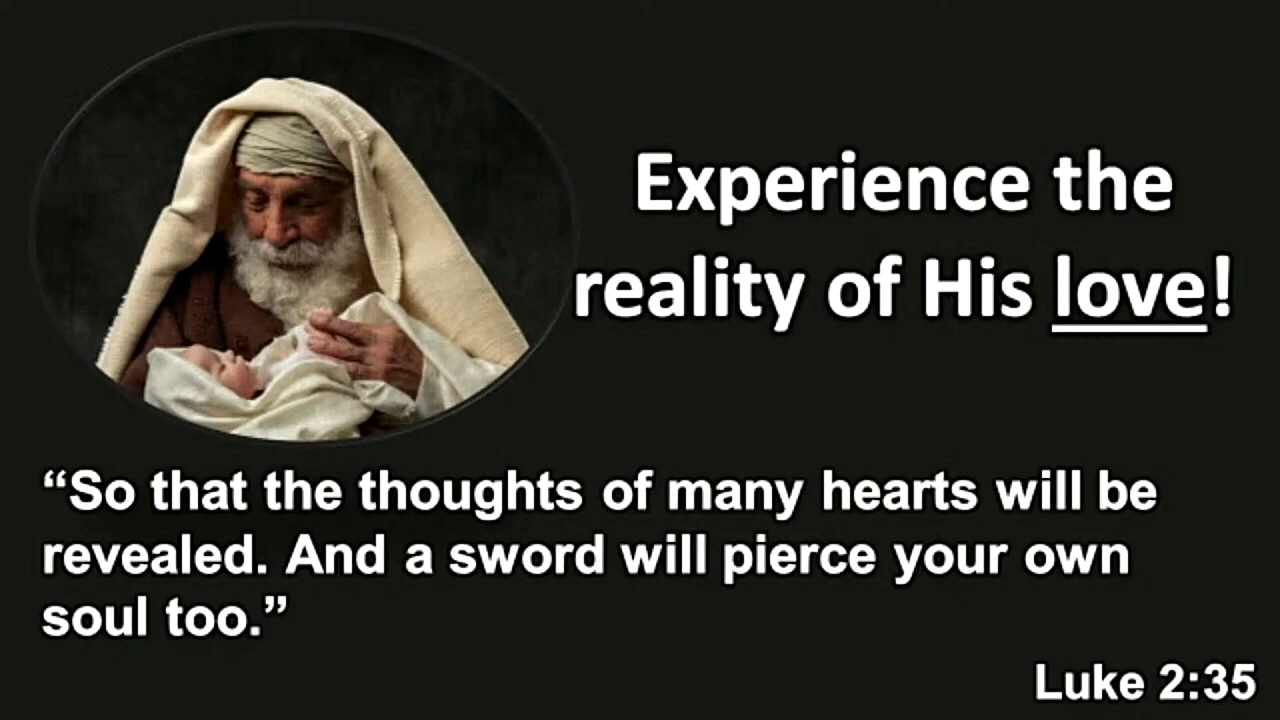 Experience the
reality of His love!
“So that the thoughts of many hearts will be
revealed. And a sword will pierce your own
soul too.”
Luke 2:35